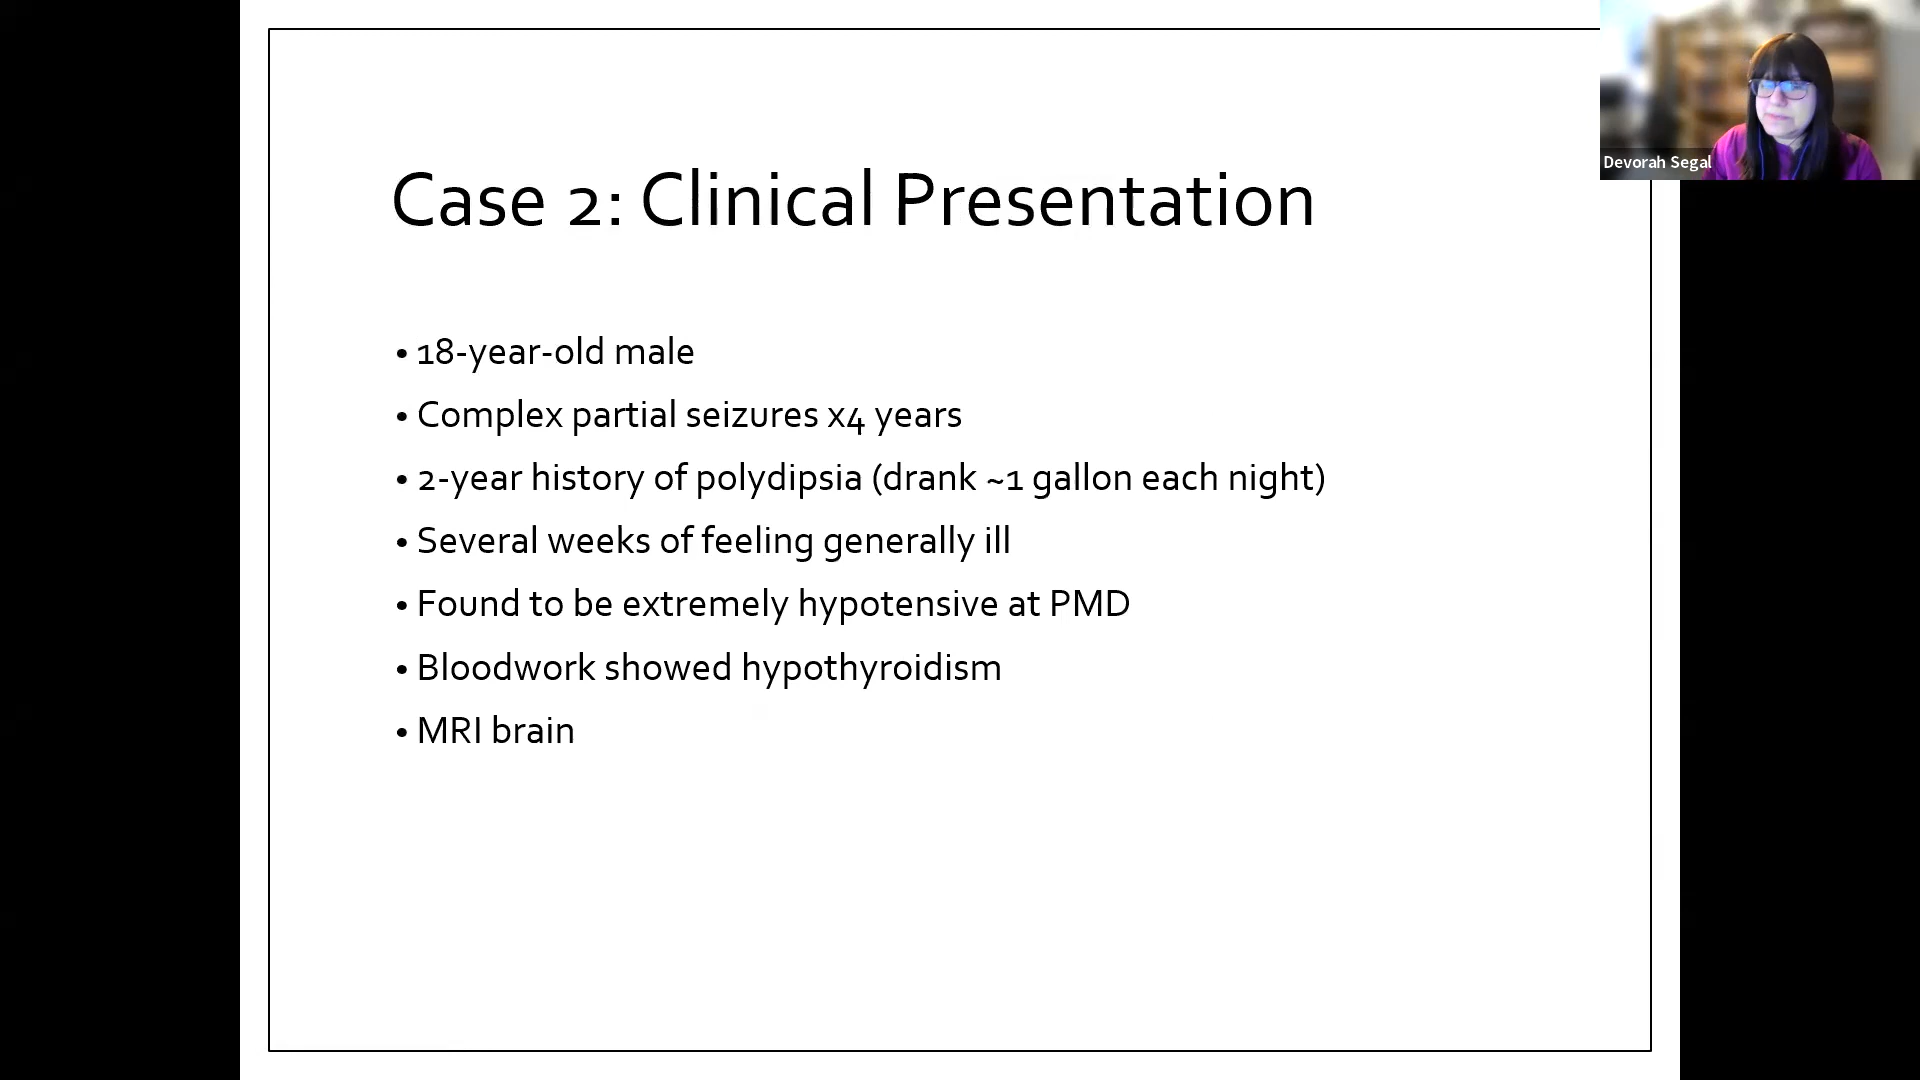 Devorah Segal
Case 2: Clinical Presentation
• 18-year-old male
• Complex partial seizures x4 years
• 2-year history of polydipsia (drank ~1 gallon each night)
• Several weeks of feeling generally ill
• Found to be extremely hypotensive at PMD
• Bloodwork showed hypothyroidism
• MRI brain